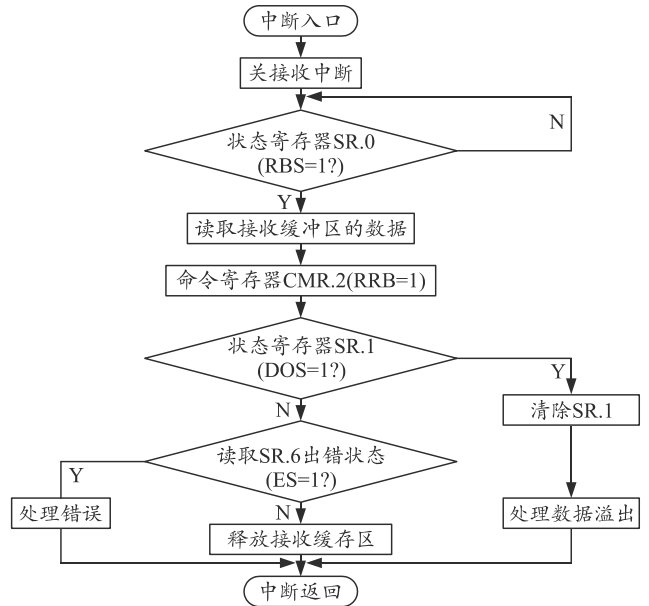 中断入口
关接收中断
N
状态寄存器SR.0
(RBS=1?)
Y
读取接收缓冲区的数据
命令寄存器CMR.2(RRB=1)
状态寄存器SR.1
(DOS=1?)
Y
N
清除SR.1
读取SR.6出错状态
(ES=1?)
Y
N
处理错误
处理数据溢出
释放接收缓存区
中断返回